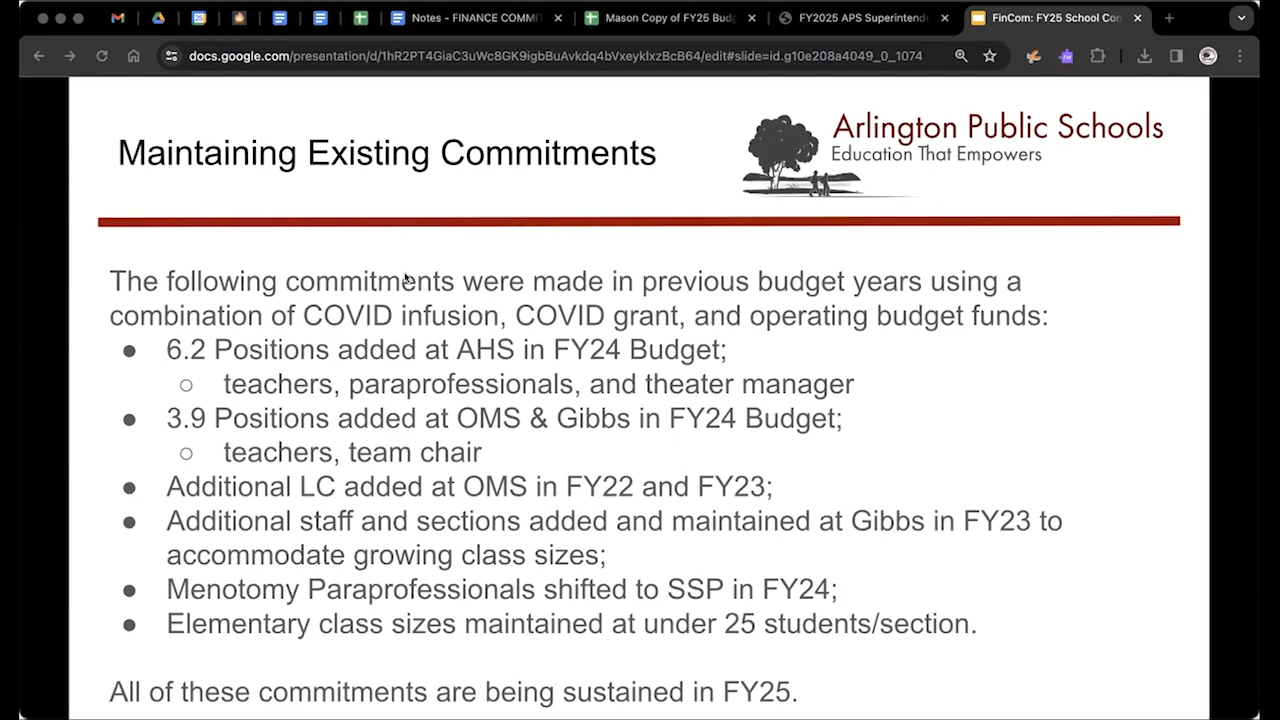 Notes - FINANCE COMMIT
Mason Copy of FY25 Budg
FY2025 APS Superintend
FinCom: FY25 School Com
docs.google.com/presentation/d/1hR2PT4GiaC3uWc8GK9igbBuAvkdq4bVxeyklxzBcB64/edit#slide=id.g10e208a4049_0_1074
Maintaining Existing Commitments
Arlington Public Schools
Education That Empowers
The following commitments were made in previous budget years using a
combination of COVID infusion, COVID grant, and operating budget funds:
● 6.2 Positions added at AHS in FY24 Budget;
○ teachers, paraprofessionals, and theater manager
● 3.9 Positions added at OMS & Gibbs in FY24 Budget;
○ teachers, team chair
● Additional LC added at OMS in FY22 and FY23;
● Additional staff and sections added and maintained at Gibbs in FY23 to
accommodate growing class sizes;
● Menotomy Paraprofessionals shifted to SSP in FY24;
● Elementary class sizes maintained at under 25 students/section.
All of these commitments are being sustained in FY25.